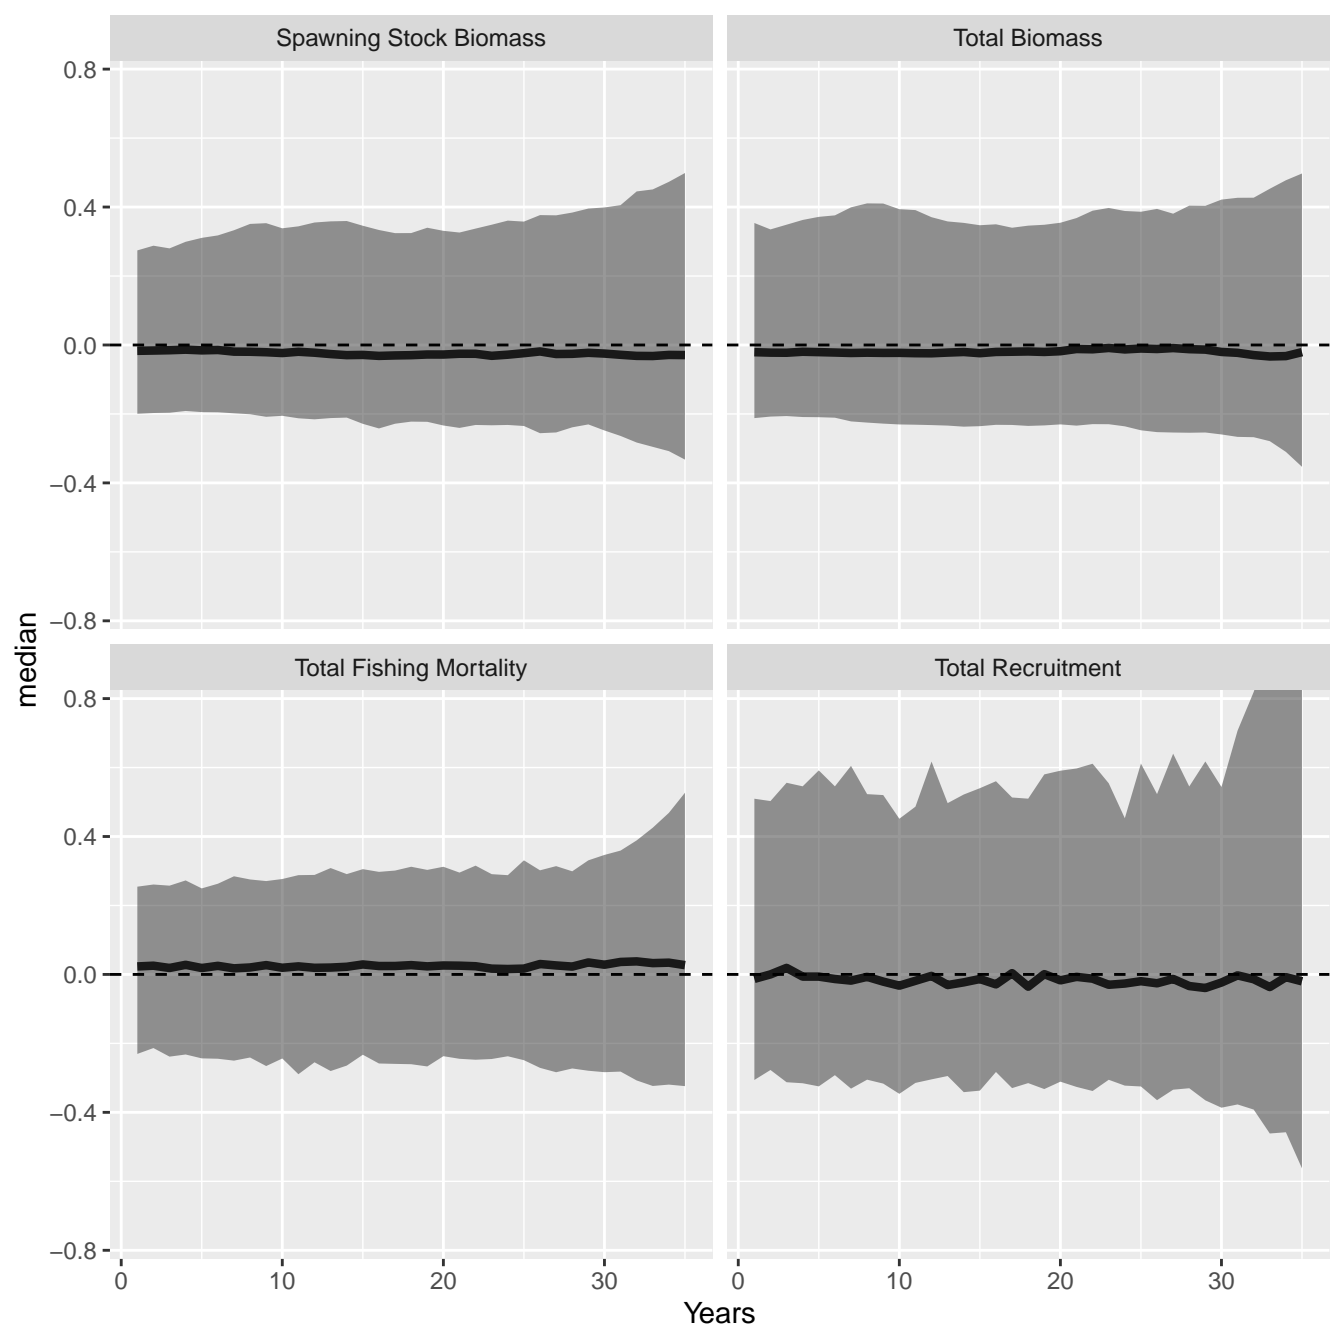 Spawning Stock Biomass
Total Biomass
0.8
0.4
0.0
−0.4
−0.8
median
Total Fishing Mortality
Total Recruitment
0.8
0.4
0.0
−0.4
−0.8
0 10 20 30
0 10 20 30
Years